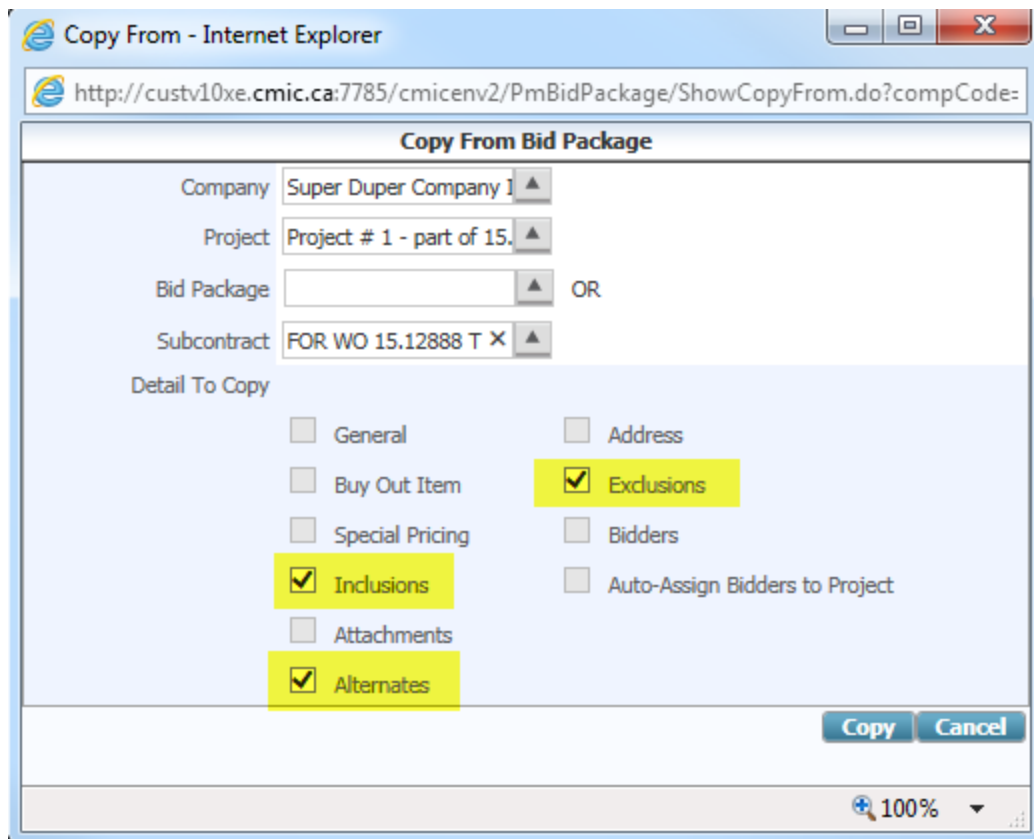 Copy From - Internet Explorer
http://custv10xe.cmic.ca:7785/cmicenv2/PmBidPackage/ShowCopyFrom.do?compCode=
Copy From Bid Package
Company Super Duper Company I
Project Project # 1 - part of 15.
Bid Package OR
Subcontract FOR WO 15.12888 T
Detail To Copy
General Address
Buy Out Item Exclusions
Special Pricing Bidders
Inclusions Auto-Assign Bidders to Project
Attachments
Alternates
Copy Cancel
100%